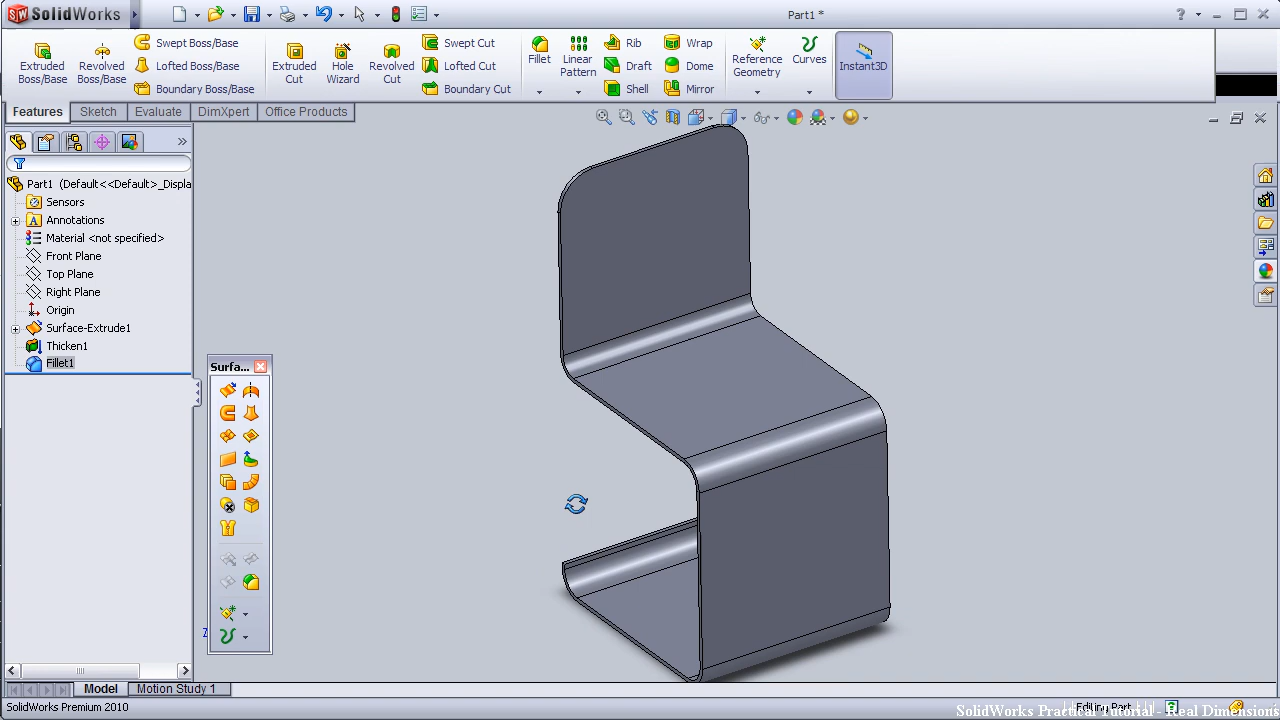 SolidWorks
Part1 *
Extruded Boss/Base
Revolved Boss/Base
Swept Boss/Base
Lofted Boss/Base
Boundary Boss/Base
Extruded Cut
Hole Wizard
Revolved Cut
Swept Cut
Lofted Cut
Boundary Cut
Fillet
Linear Pattern
Rib
Draft
Shell
Wrap
Dome
Mirror
Reference Geometry
Curves
Instant3D
Features
Sketch
Evaluate
DimXpert
Office Products
Part1 (Default<<Default>_Displa
Sensors
Annotations
Material <not specified>
Front Plane
Top Plane
Right Plane
Origin
Surface-Extrude1
Thicken1
Fillet1
Surfa...
Model
Motion Study 1
SolidWorks Premium 2010
Editing Part
SolidWorks Practical Tutorial - Real Dimensions